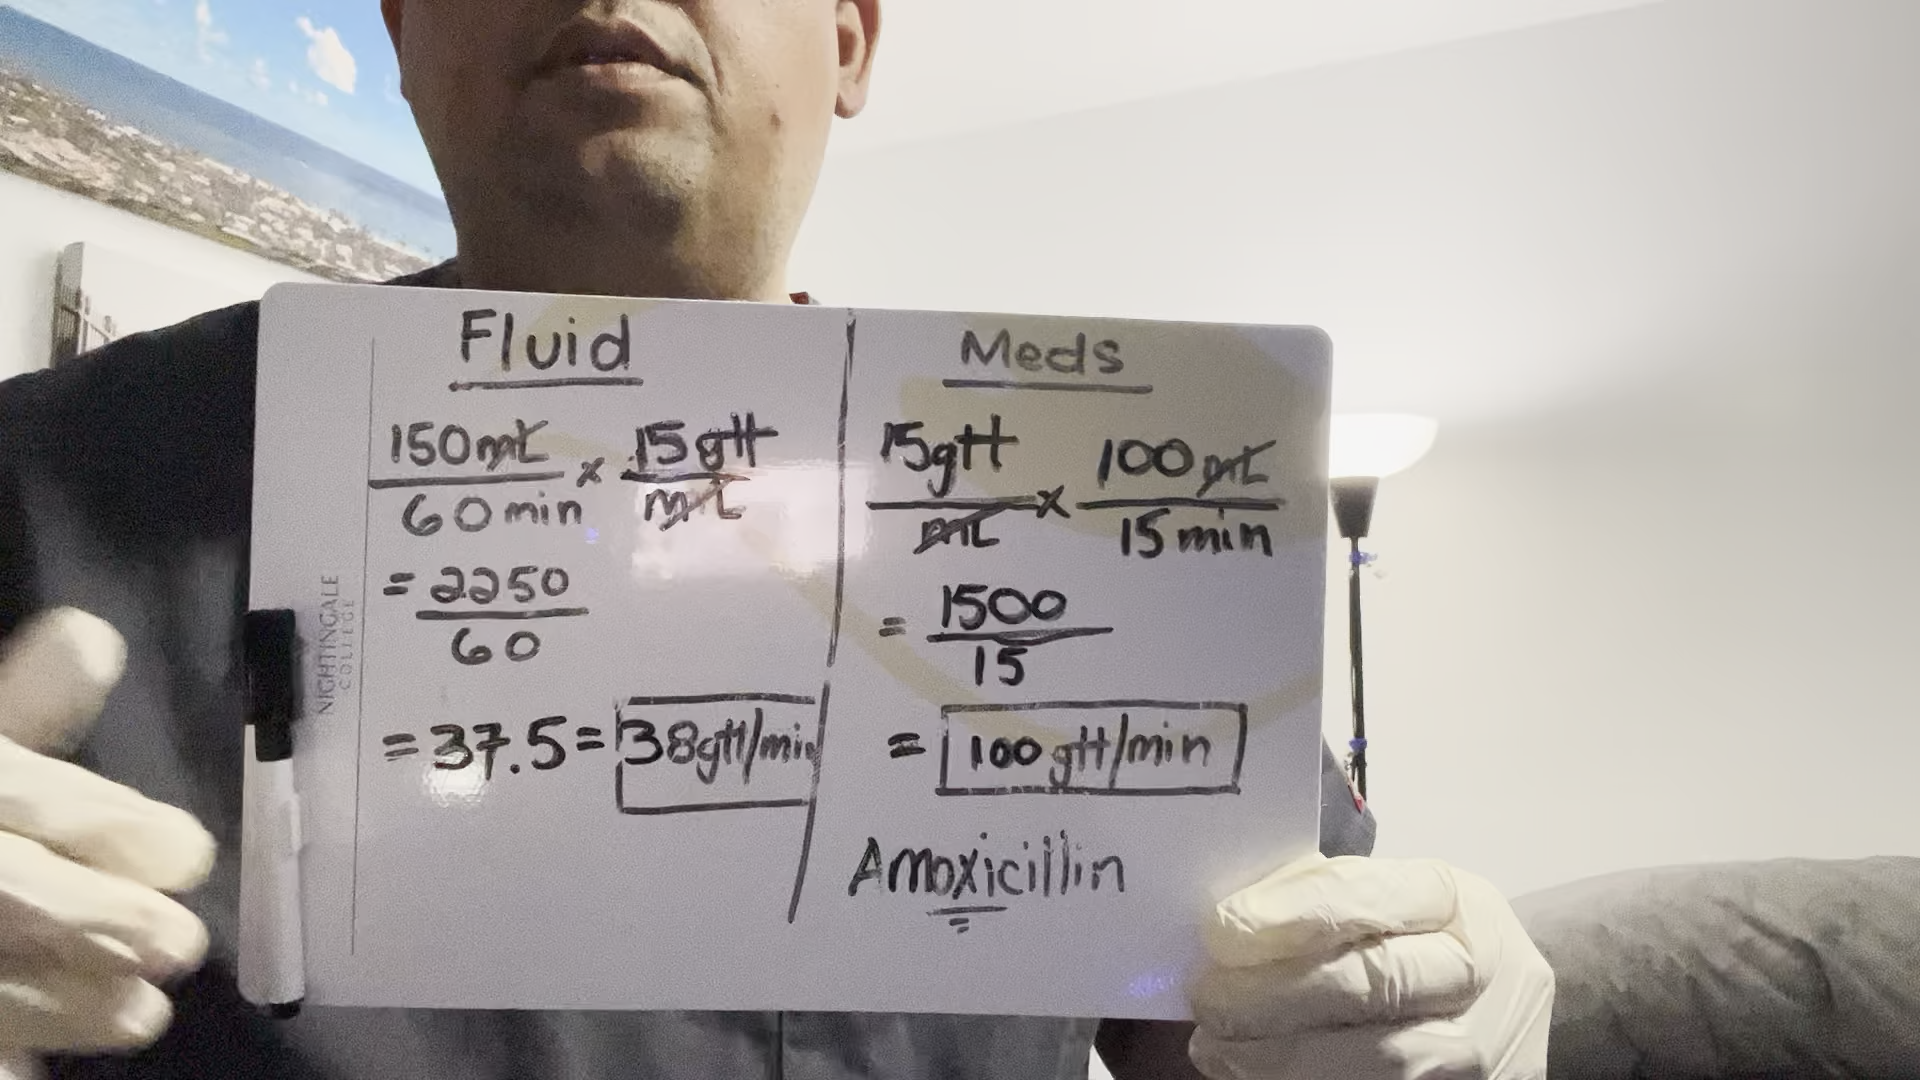 Fluid
150mL x 15gtt
60min mL
= 2250
60
= 37.5 = 38gtt/min
Meds
15gtt x 100mL
mL 15min
= 1500
15
= 100gtt/min
Amoxicillin
NIGHTINGALE
COLLEGE